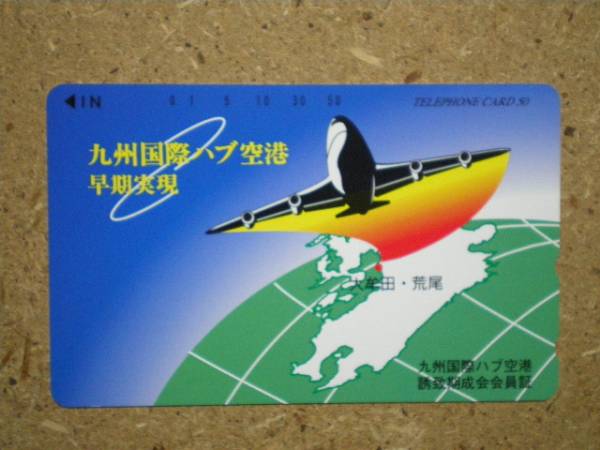 ◀IN
0 1 5 10 30 50
TELEPHONE CARD 50
九州国際ハブ空港
早期実現
大牟田・荒尾
九州国際ハブ空港
誘致期成会会員証